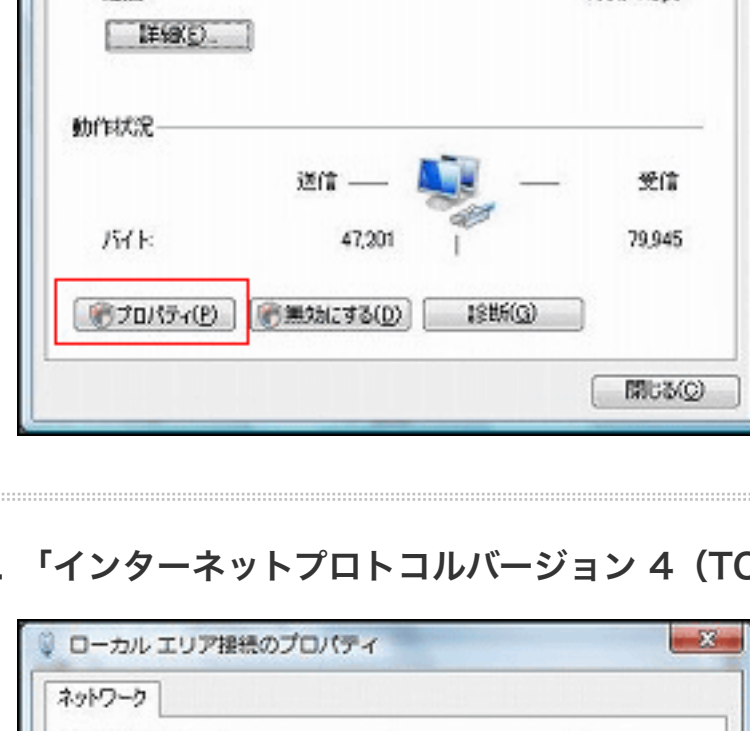 詳細(E)...
動作状況
送信
受信
バイト:
47,201
79,945
プロパティ(P)
無効にする(D)
診断(G)
閉じる(C)
「インターネットプロトコルバージョン 4（TC
ローカル エリア接続のプロパティ
ネットワーク